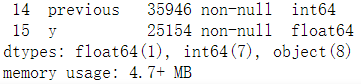 14  previous   35946 non-null  int64
15  y          25154 non-null  float64
dtypes: float64(1), int64(7), object(8)
memory usage: 4.7+ MB